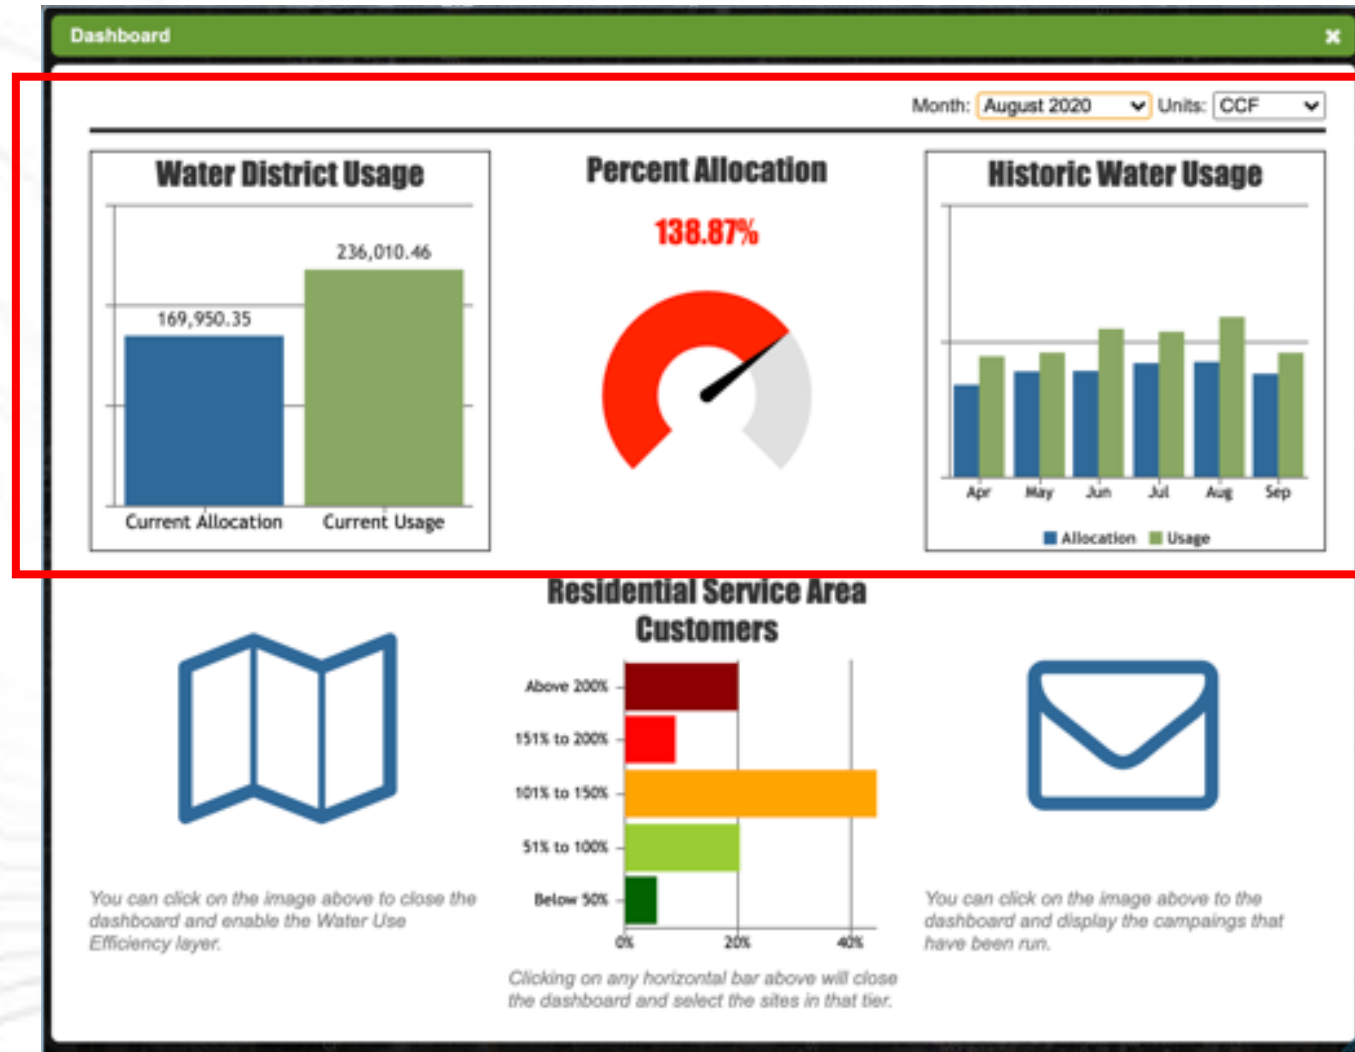 Dashboard
Month: August 2020 Units: CCF
Water District Usage
236,010.46
169,950.35
Current Allocation Current Usage
Percent Allocation
138.87%
Historic Water Usage
Apr May Jun Jul Aug Sep
Allocation Usage
Residential Service Area
Customers
Above 200%
151% to 200%
101% to 150%
51% to 100%
Below 50%
0% 20% 40%
You can click on the image above to close the
dashboard and enable the Water Use
Efficiency layer.
Clicking on any horizontal bar above will close
the dashboard and select the sites in that tier.
You can click on the image above to the
dashboard and display the campaings that
have been run.